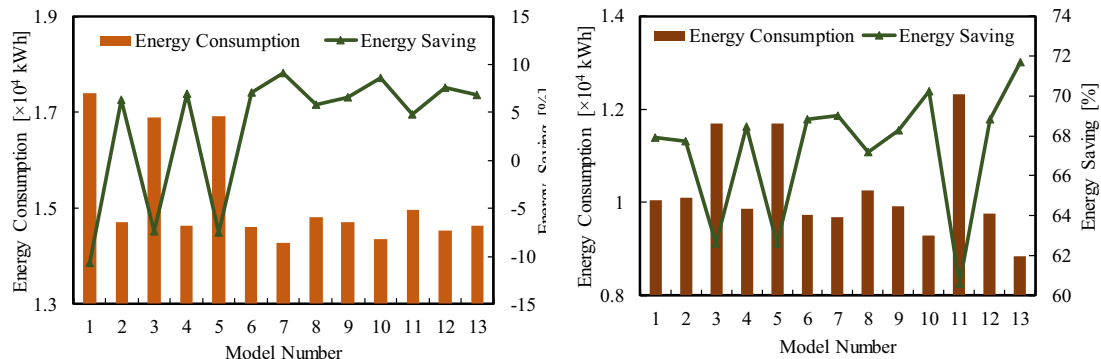 1.9
1.7
1.5
1.3
Energy Consumption [×10⁴ kWh]
Energy Consumption
Energy Saving
15
10
5
0
-5
-10
-15
Energy Saving [%]
1 2 3 4 5 6 7 8 9 10 11 12 13
Model Number
1.4
1.2
1
0.8
Energy Consumption [×10⁴ kWh]
Energy Consumption
Energy Saving
74
72
70
68
66
64
62
60
Energy Saving [%]
1 2 3 4 5 6 7 8 9 10 11 12 13
Model Number